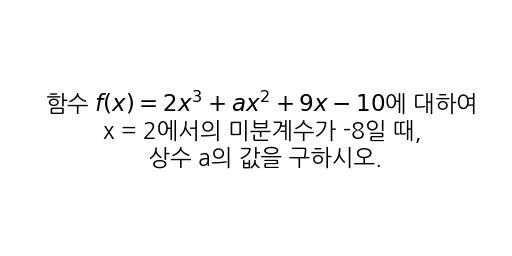 함수 f(x) = 2x³ + ax² + 9x − 10에 대하여
x = 2에서의 미분계수가 -8일 때,
상수 a의 값을 구하시오.